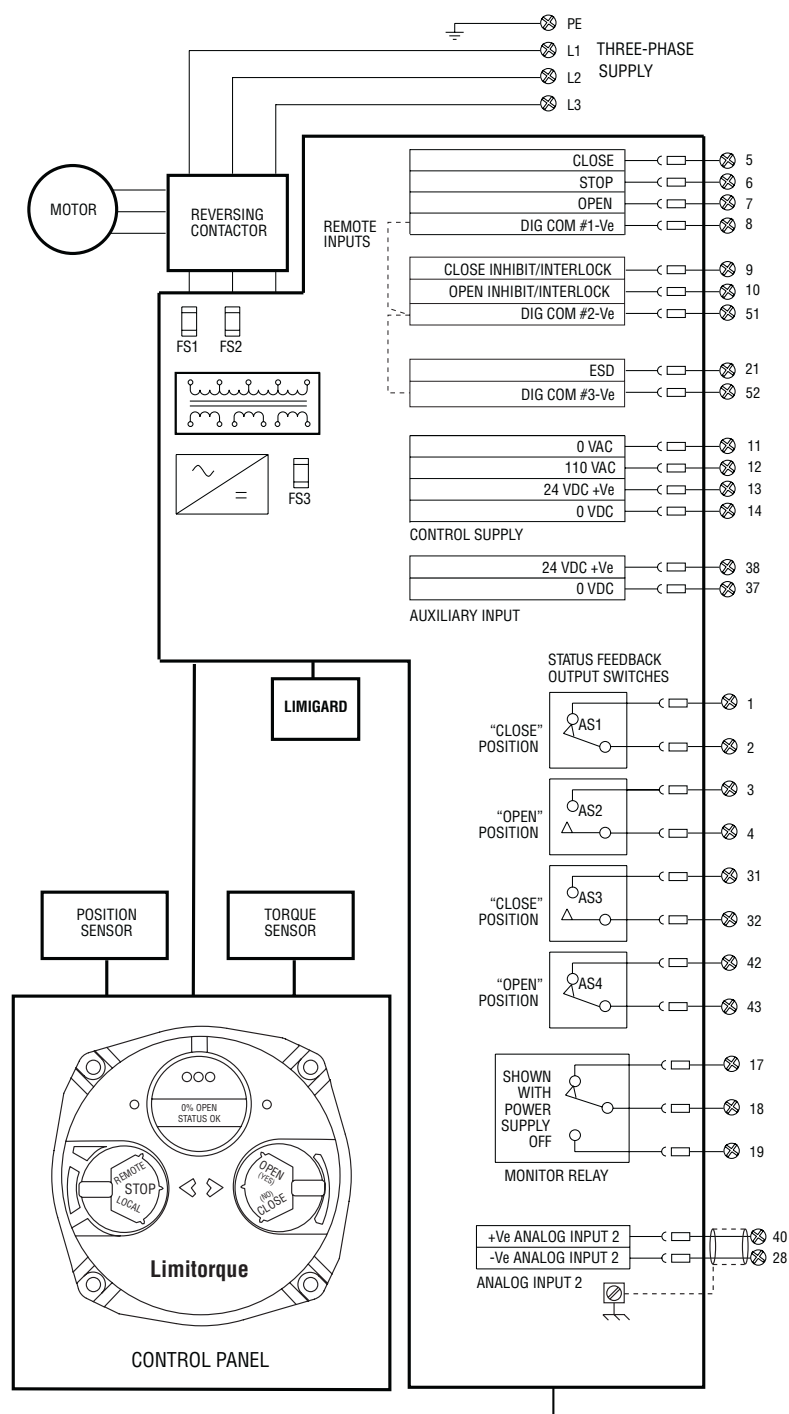 PE
L1 THREE-PHASE
L2 SUPPLY
L3
MOTOR
REVERSING
CONTACTOR
REMOTE
INPUTS
CLOSE 5
STOP 6
OPEN 7
DIG COM #1-Ve 8
CLOSE INHIBIT/INTERLOCK 9
OPEN INHIBIT/INTERLOCK 10
DIG COM #2-Ve 51
FS1 FS2
ESD 21
DIG COM #3-Ve 52
FS3
0 VAC 11
110 VAC 12
24 VDC +Ve 13
0 VDC 14
CONTROL SUPPLY
24 VDC +Ve 38
0 VDC 37
AUXILIARY INPUT
LIMIGARD
STATUS FEEDBACK
OUTPUT SWITCHES
"CLOSE"
POSITION
AS1
1
2
"OPEN"
POSITION
AS2
3
4
"CLOSE"
POSITION
AS3
31
32
"OPEN"
POSITION
AS4
42
43
SHOWN
WITH
POWER
SUPPLY
OFF
17
18
19
MONITOR RELAY
+Ve ANALOG INPUT 2 40
-Ve ANALOG INPUT 2 28
ANALOG INPUT 2
POSITION
SENSOR
TORQUE
SENSOR
0% OPEN
STATUS OK
REMOTE
STOP
LOCAL
OPEN
(YES)
(NO)
CLOSE
Limitorque
CONTROL PANEL